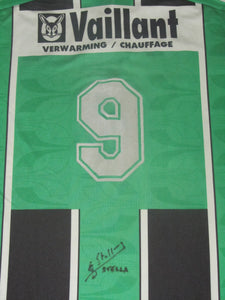 Vaillant
VERWARMING / CHAUFFAGE
9
STELLA